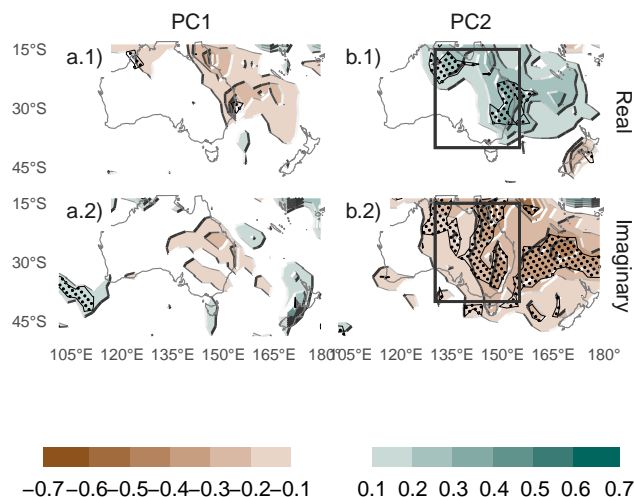 PC1 PC2
15°S a.1) b.1) Real
30°S
45°S
15°S a.2) b.2) Imaginary
30°S
45°S
105°E 120°E 135°E 150°E 165°E 180°105°E 120°E 135°E 150°E 165°E 180°
−0.7−0.6−0.5−0.4−0.3−0.2−0.1 0.1 0.2 0.3 0.4 0.5 0.6 0.7